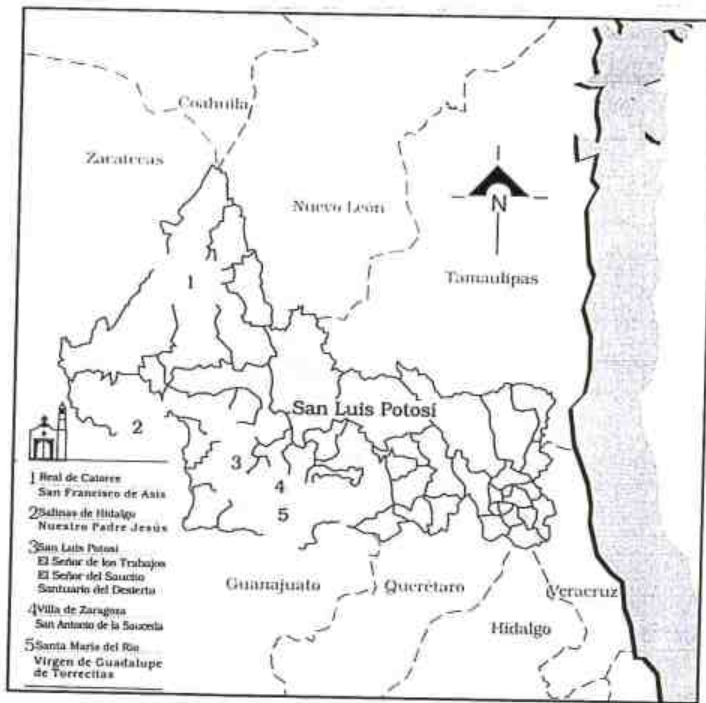 Coahuila
Zacatecas
Nuevo León
N
Tamaulipas
1
San Luis Potosí
2
3
4
5
1 Real de Catorce
San Francisco de Asís
2 Salinas de Hidalgo
Nuestro Padre Jesús
3 San Luis Potosí
El Señor de los Trabajos
El Señor del Saucito
Santuario del Desierto
4 Villa de Zaragoza
San Antonio de la Sauceda
5 Santa María del Río
Virgen de Guadalupe
de Torrecitas
Guanajuato
Querétaro
Veracruz
Hidalgo